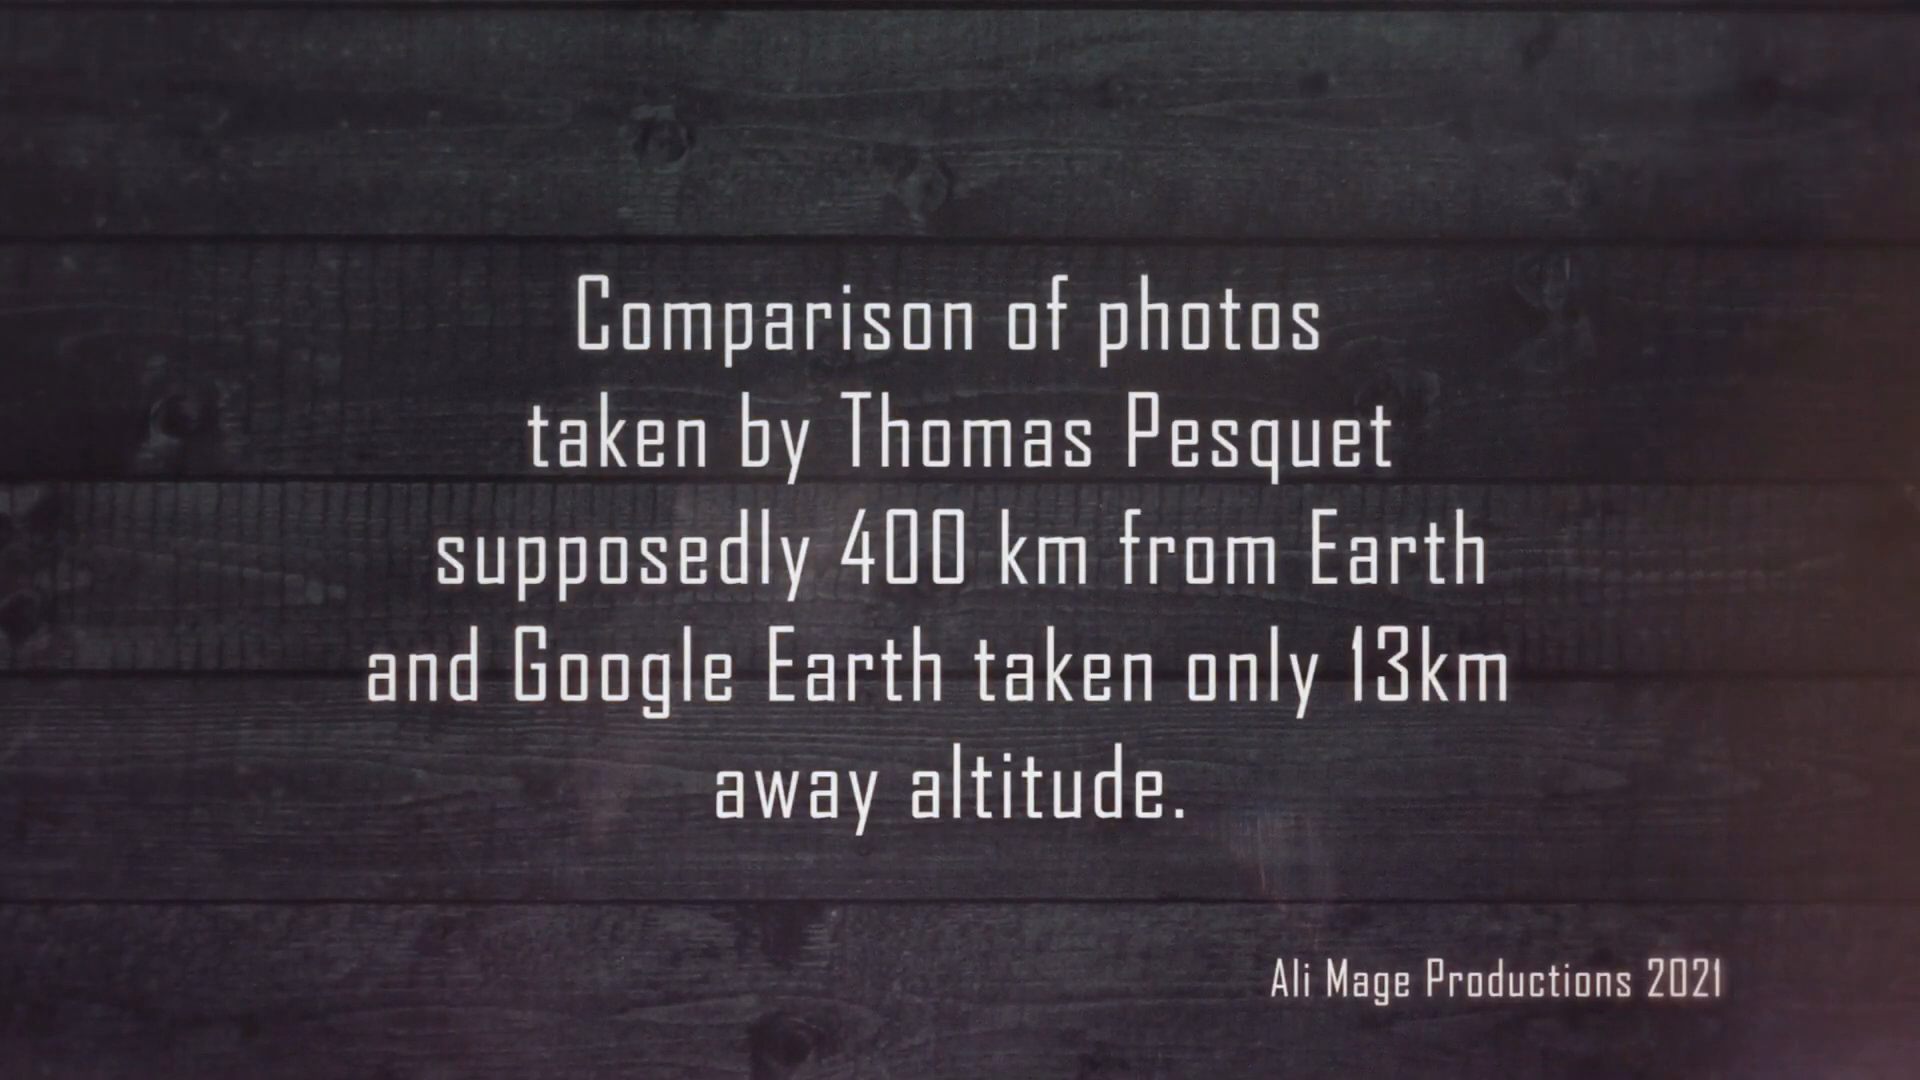 Comparison of photos
taken by Thomas Pesquet
supposedly 400 km from Earth
and Google Earth taken only 13km
away altitude.
Ali Mage Productions 2021